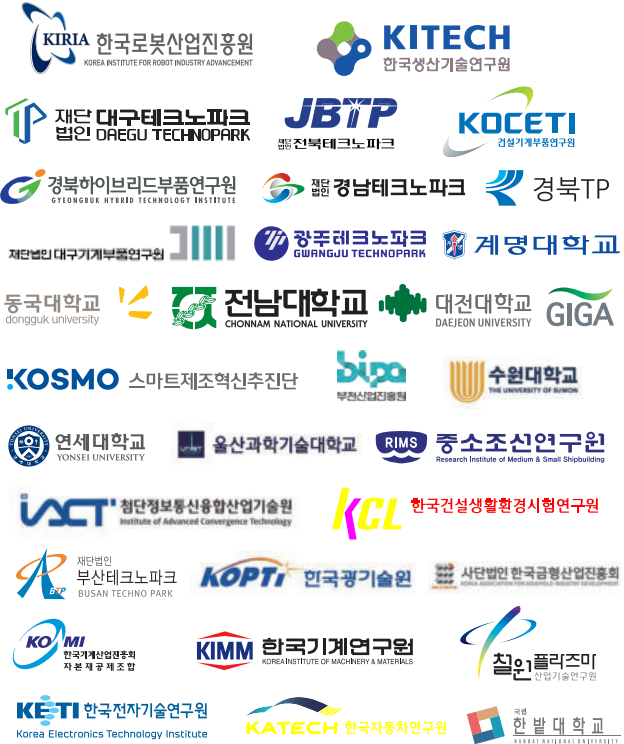 KIRIA 한국로봇산업진흥원
KOREA INSTITUTE FOR ROBOT INDUSTRY ADVANCEMENT
KITECH
한국생산기술연구원
TP 재단법인 대구테크노파크
DAEGU TECHNOPARK
JBTP
재단법인 전북테크노파크
KOCETI
건설기계부품연구원
경북하이브리드부품연구원
GYEONGBUK HYBRID TECHNOLOGY INSTITUTE
재단법인 경남테크노파크
경북TP
재단법인 대구기계부품연구원
광주테크노파크
GWANGJU TECHNOPARK
계명대학교
동국대학교
dongguk university
전남대학교
CHONNAM NATIONAL UNIVERSITY
대전대학교
DAEJEON UNIVERSITY
GIGA
KOSMO 스마트제조혁신추진단
bipa
부천산업진흥원
수원대학교
THE UNIVERSITY OF SUWON
연세대학교
YONSEI UNIVERSITY
UNIST 울산과학기술대학교
RIMS 중소조선연구원
Research Institute of Medium & Small Shipbuilding
iACT 첨단정보통신융합산업기술원
Institute of Advanced Convergence Technology
KCL 한국건설생활환경시험연구원
BTP
재단법인
부산테크노파크
BUSAN TECHNO PARK
KOPTI 한국광기술원
사단법인 한국금형산업진흥회
KOREA ASSOCIATION FOR MOLD INDUSTRY DEVELOPMENT
KOAMI
한국기계산업진흥회
자본재공제조합
KIMM 한국기계연구원
KOREA INSTITUTE OF MACHINERY & MATERIALS
철원플라즈마
산업기술연구원
KETI 한국전자기술연구원
Korea Electronics Technology Institute
KATECH 한국자동차연구원
국립
한밭대학교
HANBAT NATIONAL UNIVERSITY